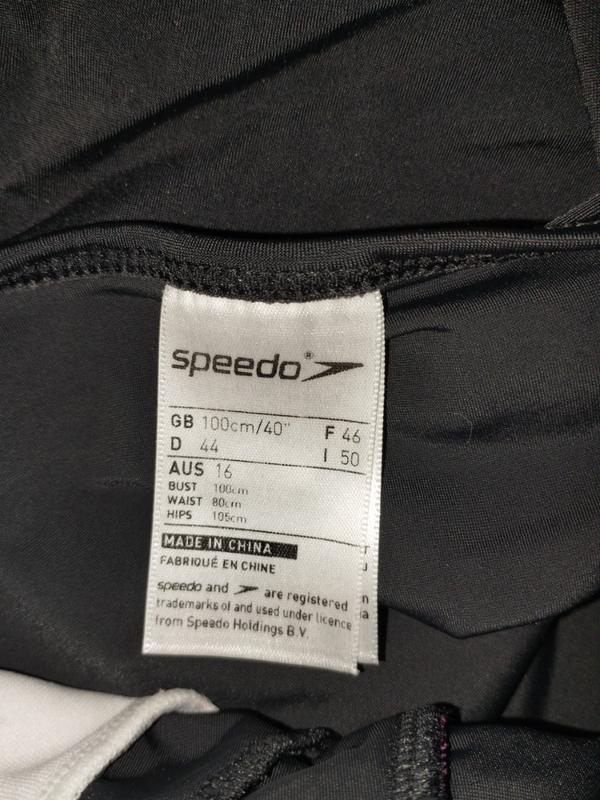 speedo®
GB 100cm/40" F 46
D 44 I 50
AUS 16
BUST 100cm
WAIST 80cm
HIPS 105cm
MADE IN CHINA
FABRIQUÉ EN CHINE
speedo and are registered
trademarks of and used under licence
from Speedo Holdings B.V.